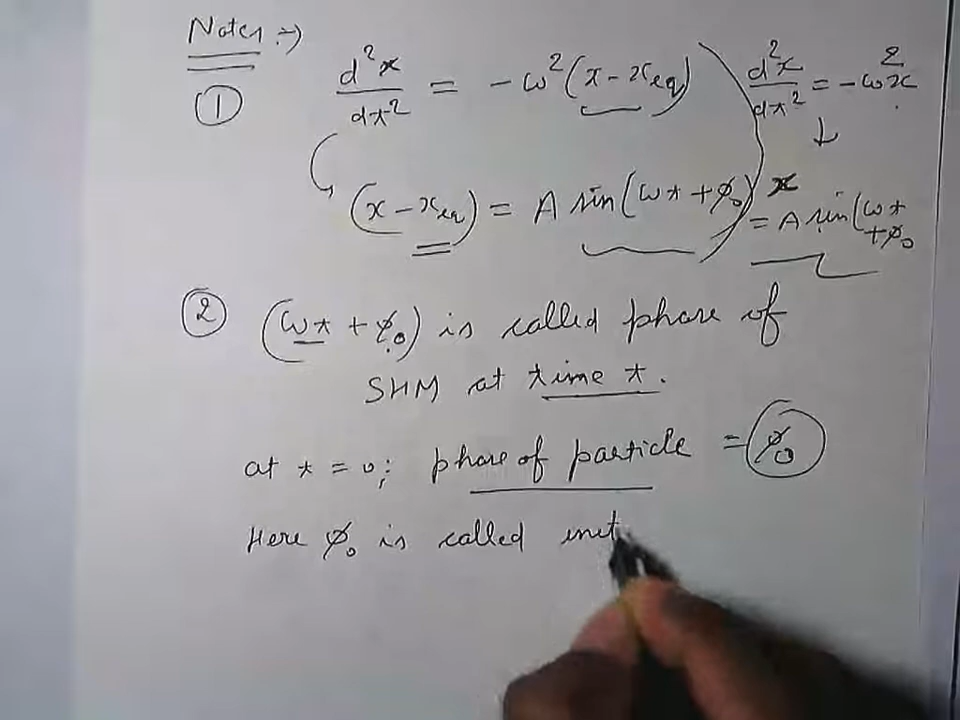 Notes :-)
① d²x/dt² = -ω²(x - x_eq)
d²x/dt² = -ω²x
↓
(x - x_eq) = A sin(ωt + φ₀)
x = A sin(ωt + φ₀
② (ωt + φ₀) is called phase of
SHM at time t.
at t = 0; phase of particle = φ₀
Here φ₀ is called init